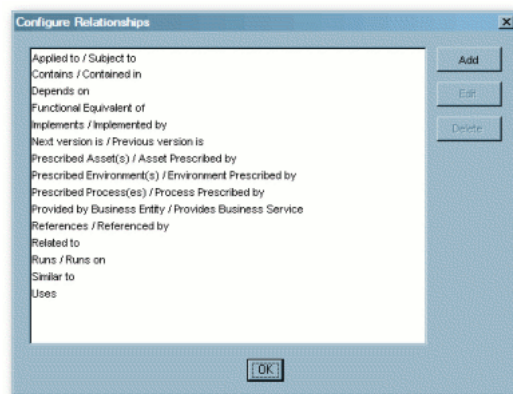 Configure Relationships
Applied to / Subject to
Contains / Contained in
Depends on
Functional Equivalent of
Implements / Implemented by
Next version is / Previous version is
Prescribed Asset(s) / Asset Prescribed by
Prescribed Environment(s) / Environment Prescribed by
Prescribed Process(es) / Process Prescribed by
Provided by Business Entity / Provides Business Service
References / Referenced by
Related to
Runs / Runs on
Similar to
Uses
Add
Edit
Delete
OK